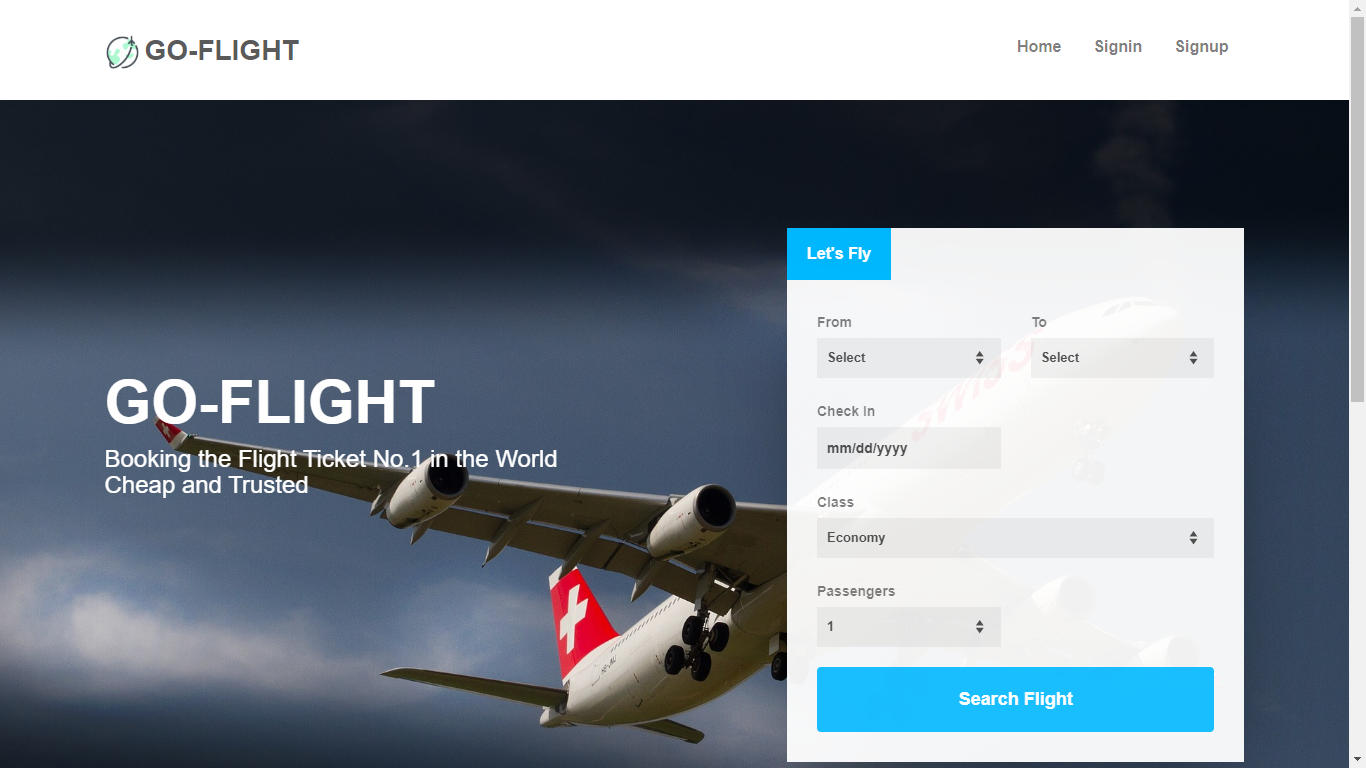 GO-FLIGHT
Home Signin Signup
Let's Fly
From To
Select Select
Check In
mm/dd/yyyy
Class
Economy
Passengers
1
Search Flight
GO-FLIGHT
Booking the Flight Ticket No.1 in the World
Cheap and Trusted
swiss